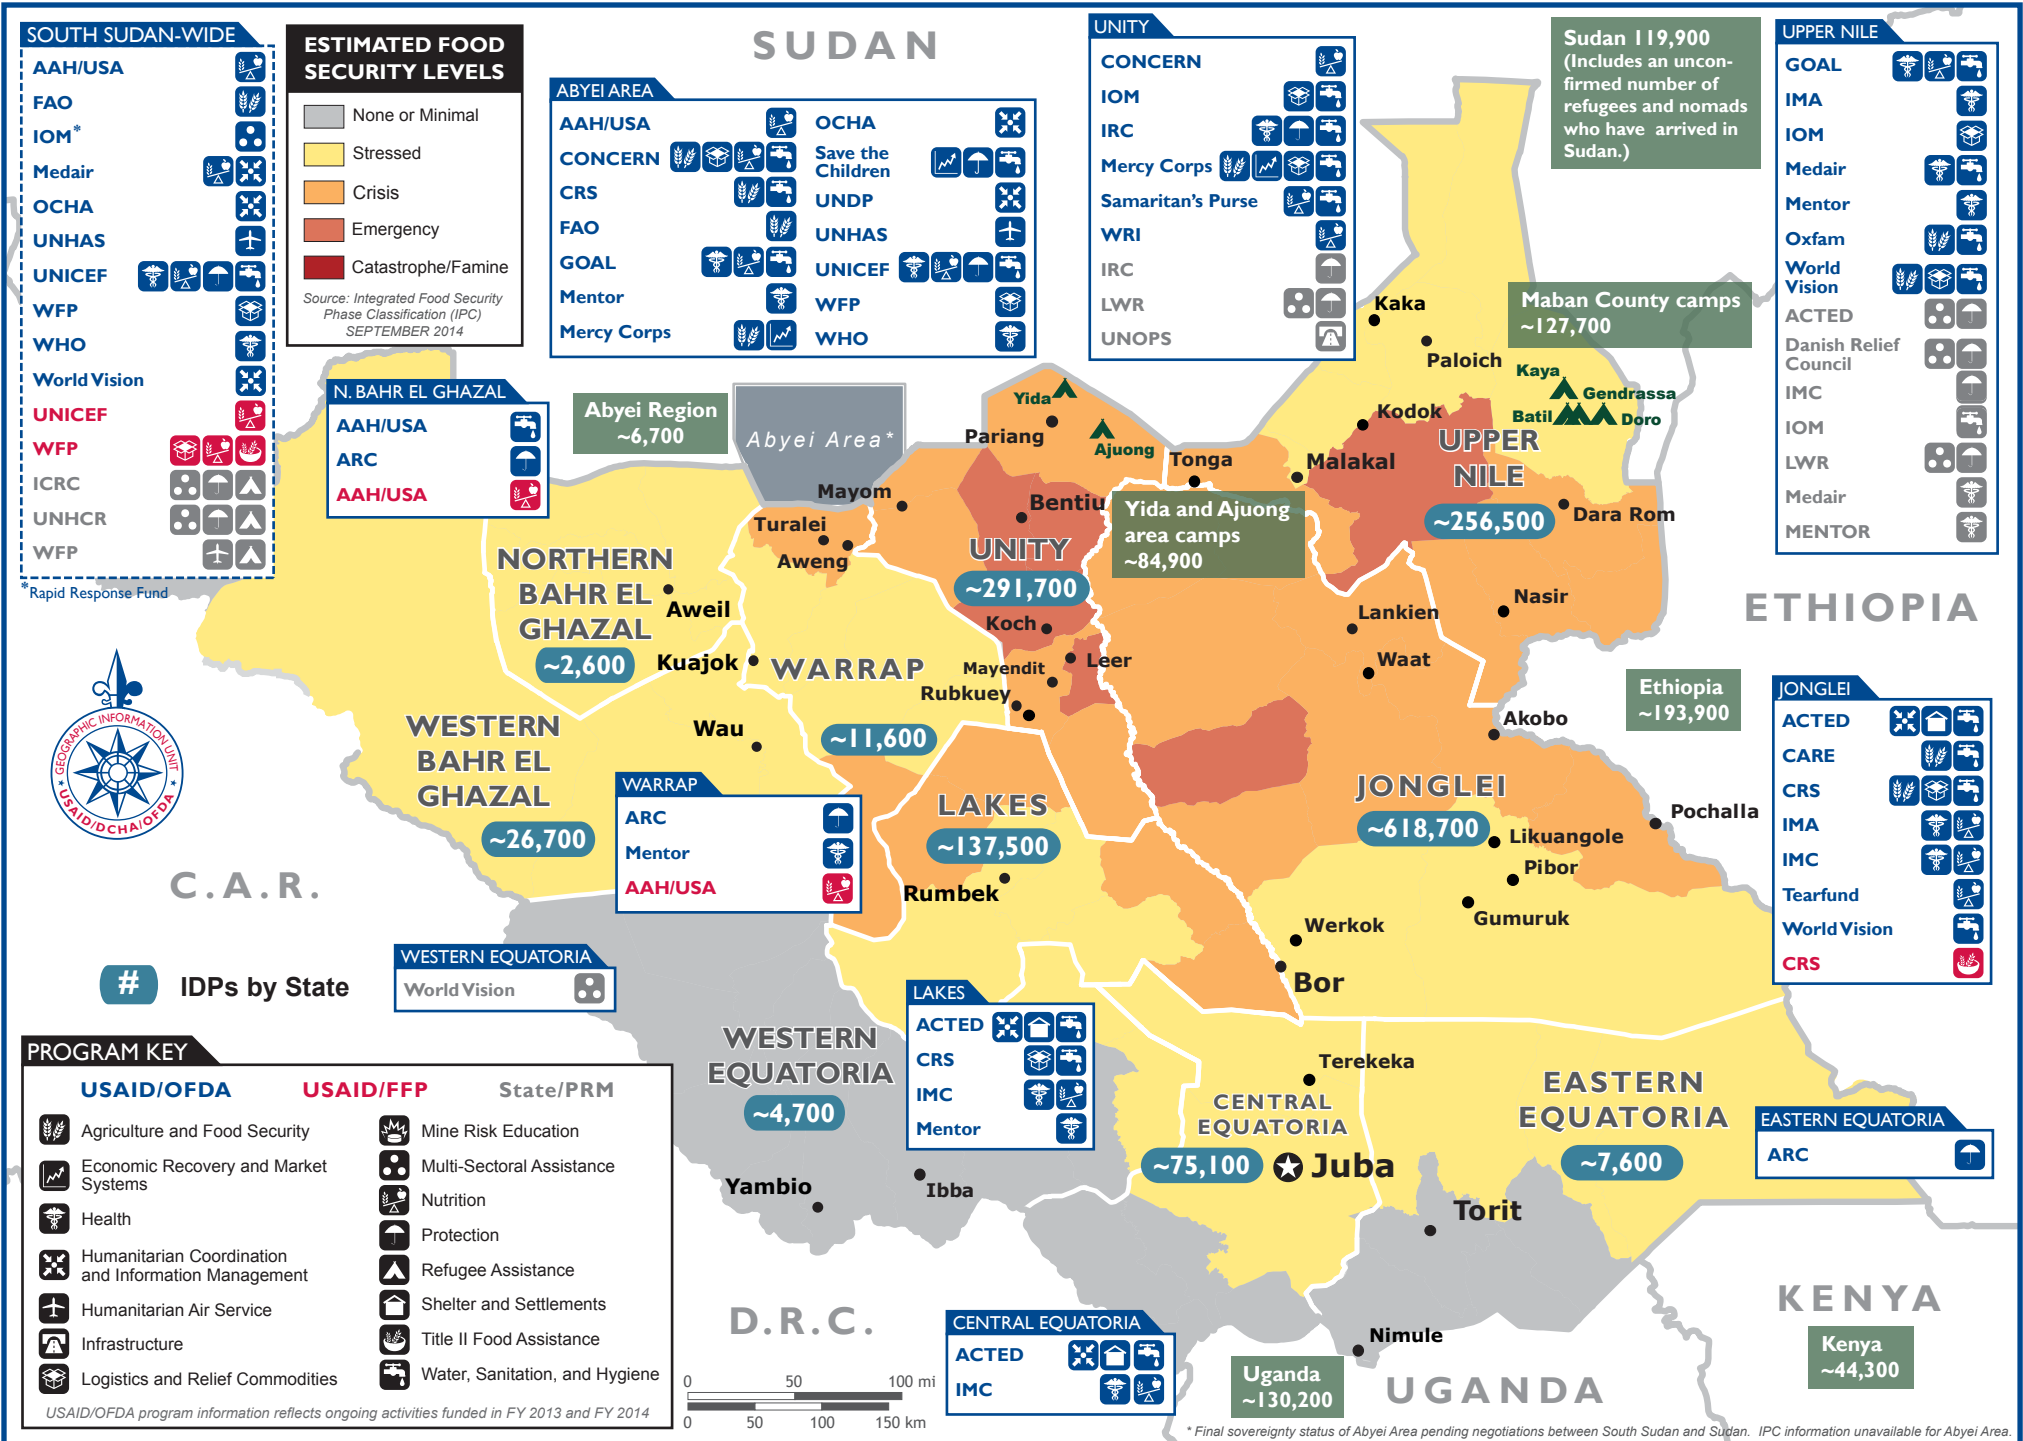 SOUTH SUDAN-WIDE
AAH/USA
FAO
IOM*
Medair
OCHA
UNHAS
UNICEF
WFP
WHO
World Vision
UNICEF
WFP
ICRC
UNHCR
WFP
*Rapid Response Fund
ESTIMATED FOOD
SECURITY LEVELS
None or Minimal
Stressed
Crisis
Emergency
Catastrophe/Famine
Source: Integrated Food Security
Phase Classification (IPC)
SEPTEMBER 2014
SUDAN
ABYEI AREA
AAH/USA
CONCERN
CRS
FAO
GOAL
Mentor
Mercy Corps
OCHA
Save the
Children
UNDP
UNHAS
UNICEF
WFP
WHO
UNITY
CONCERN
IOM
IRC
Mercy Corps
Samaritan's Purse
WRI
IRC
LWR
UNOPS
Sudan 119,900
(Includes an uncon-
firmed number of
refugees and nomads
who have arrived in
Sudan.)
UPPER NILE
GOAL
IMA
IOM
Medair
Mentor
Oxfam
World
Vision
ACTED
Danish Relief
Council
IMC
IOM
LWR
Medair
MENTOR
N. BAHR EL GHAZAL
AAH/USA
ARC
AAH/USA
Abyei Region
~6,700
Abyei Area*
Yida
Pariang
Ajuong
Tonga
Kaka
Paloich
Maban County camps
~127,700
Kaya
Gendrassa
Batil
Doro
Kodok
Malakal
UPPER
NILE
~256,500
Dara Rom
Mayom
Turalei
Aweng
Bentiu
UNITY
~291,700
Yida and Ajuong
area camps
~84,900
Koch
Leer
Mayendit
Rubkuey
Nasir
Lankien
Waat
Akobo
ETHIOPIA
Ethiopia
~193,900
NORTHERN
BAHR EL
GHAZAL
~2,600
Aweil
Kuajok
WARRAP
~11,600
Wau
WESTERN
BAHR EL
GHAZAL
~26,700
WARRAP
ARC
Mentor
AAH/USA
LAKES
~137,500
Rumbek
JONGLEI
~618,700
Likuangole
Pibor
Gumuruk
Pochalla
Werkok
Bor
JONGLEI
ACTED
CARE
CRS
IMA
IMC
Tearfund
World Vision
CRS
GEOGRAPHIC INFORMATION UNIT
USAID/DCHA/OFDA
C.A.R.
# IDPs by State
WESTERN EQUATORIA
World Vision
WESTERN
EQUATORIA
~4,700
Yambio
Ibba
LAKES
ACTED
CRS
IMC
Mentor
Terekeka
CENTRAL
EQUATORIA
~75,100
Juba
EASTERN
EQUATORIA
~7,600
Torit
Nimule
EASTERN EQUATORIA
ARC
PROGRAM KEY
USAID/OFDA USAID/FFP State/PRM
Agriculture and Food Security
Economic Recovery and Market
Systems
Health
Humanitarian Coordination
and Information Management
Humanitarian Air Service
Infrastructure
Logistics and Relief Commodities
Mine Risk Education
Multi-Sectoral Assistance
Nutrition
Protection
Refugee Assistance
Shelter and Settlements
Title II Food Assistance
Water, Sanitation, and Hygiene
USAID/OFDA program information reflects ongoing activities funded in FY 2013 and FY 2014
D.R.C.
0 50 100 mi
0 50 100 150 km
CENTRAL EQUATORIA
ACTED
IMC
Uganda
~130,200
UGANDA
KENYA
Kenya
~44,300
* Final sovereignty status of Abyei Area pending negotiations between South Sudan and Sudan. IPC information unavailable for Abyei Area.